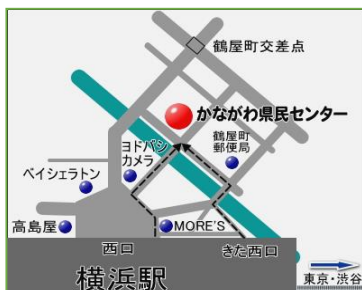 鶴屋町交差点
かながわ県民センター
ヨドバシ
カメラ
鶴屋町
郵便局
ベイシェラトン
高島屋
MORE'S
西口
きた西口
横浜駅
東京・渋谷